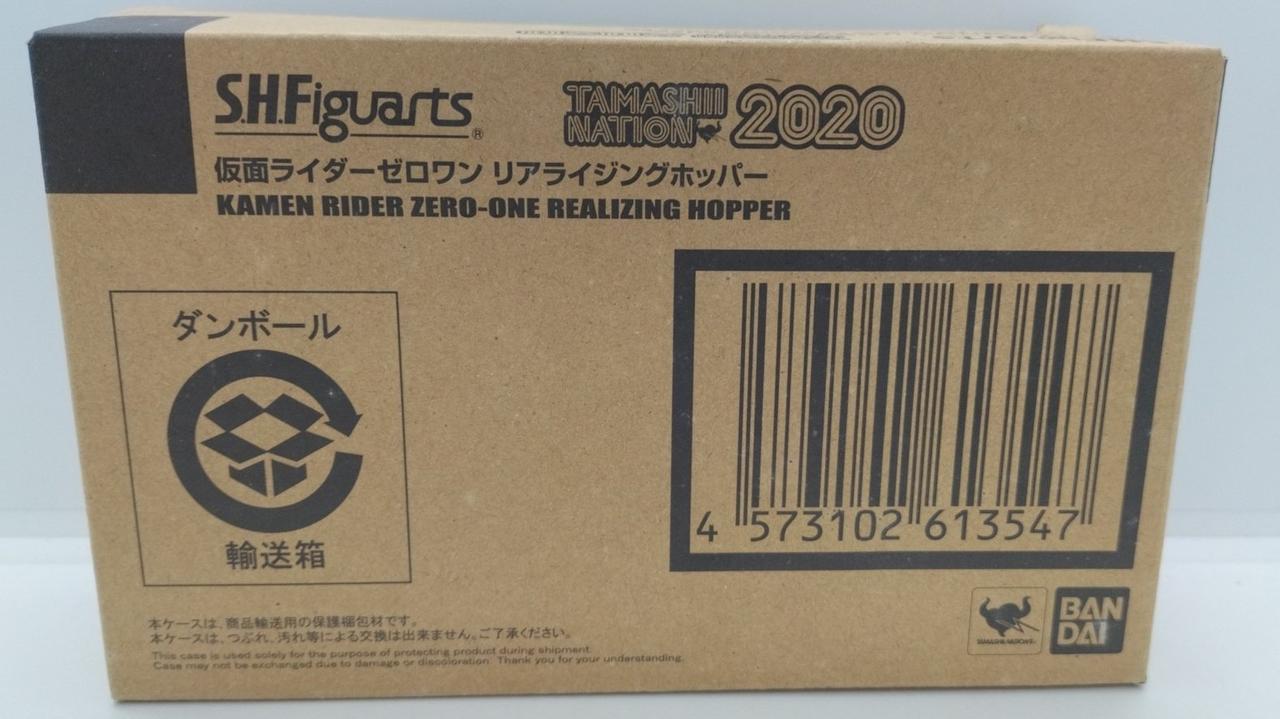 S.H.Figuarts®
TAMASHII NATION 2020
仮面ライダーゼロワン リアライジングホッパー
KAMEN RIDER ZERO-ONE REALIZING HOPPER
ダンボール
輸送箱
4 573102 613547
本ケースは、商品輸送用の保護梱包材です。
本ケースは、つぶれ、汚れ等による交換は出来ません。ご了承ください。
This case is used solely for the purpose of protecting product during shipment.
Case may not be exchanged due to damage or discoloration. Thank you for your understanding.
TAMASHII NATIONS
BAN
DAI